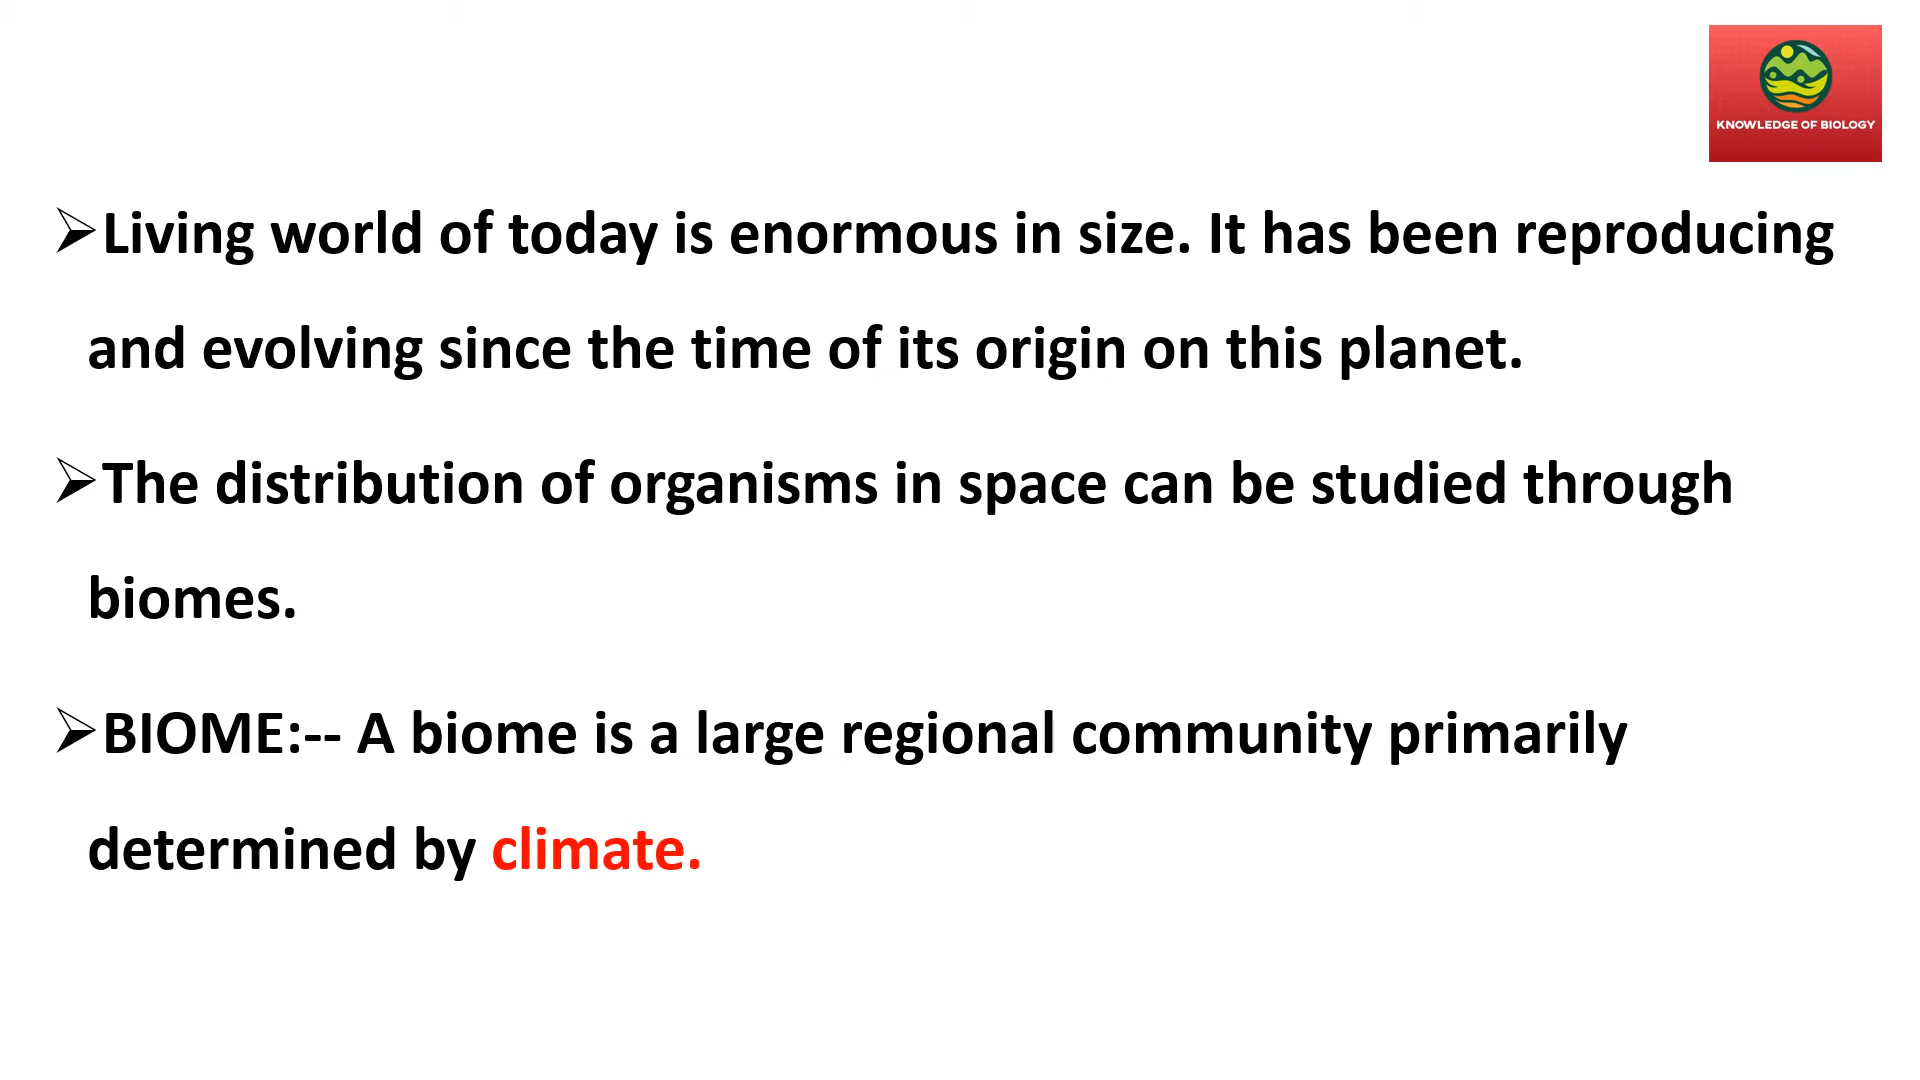 KNOWLEDGE OF BIOLOGY
➢Living world of today is enormous in size. It has been reproducing
and evolving since the time of its origin on this planet.
➢The distribution of organisms in space can be studied through
biomes.
➢BIOME:-- A biome is a large regional community primarily
determined by climate.